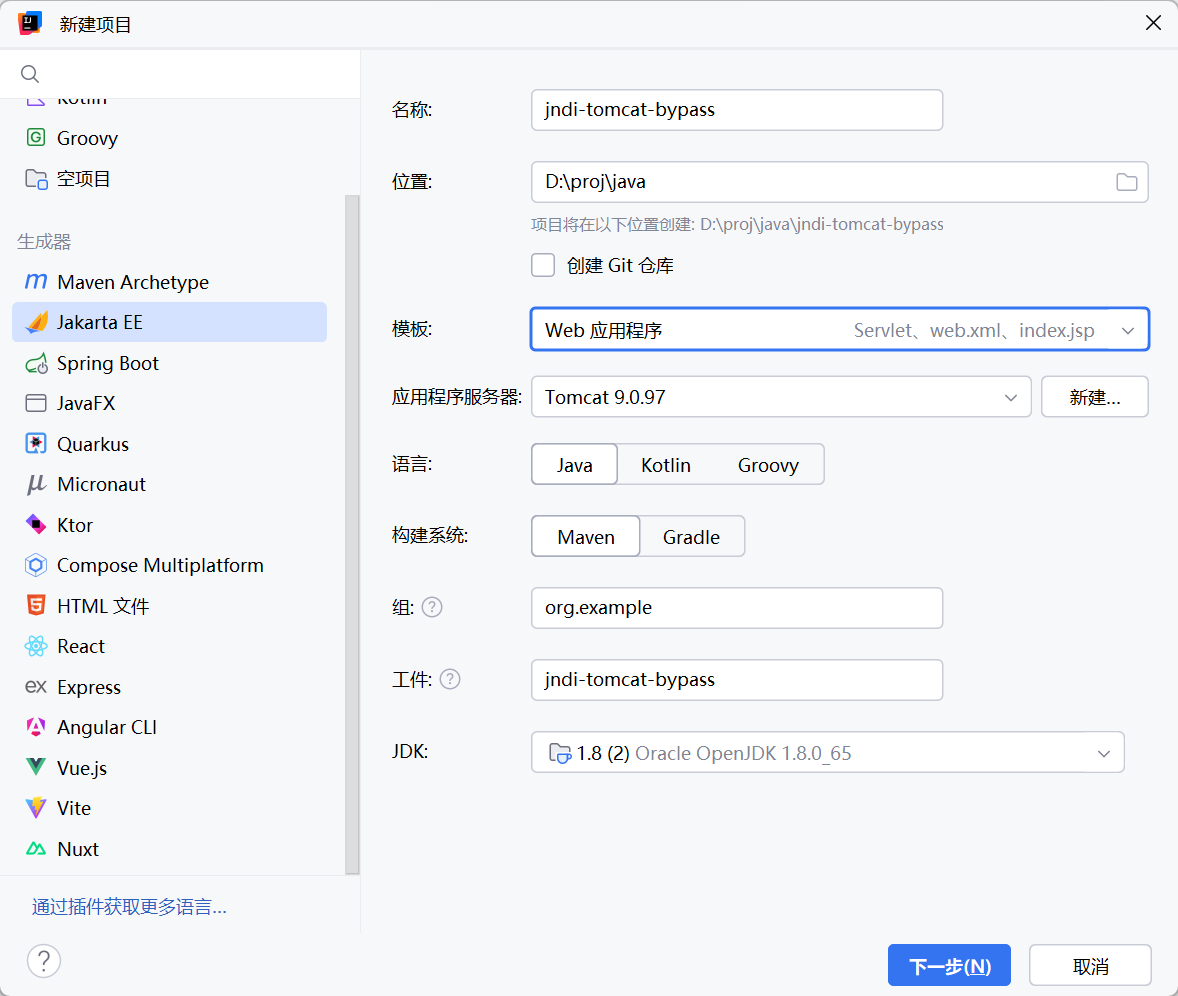 新建项目
Kotlin
Groovy
空项目
生成器
Maven Archetype
Jakarta EE
Spring Boot
JavaFX
Quarkus
Micronaut
Ktor
Compose Multiplatform
HTML 文件
React
Express
Angular CLI
Vue.js
Vite
Nuxt
通过插件获取更多语言...
名称: jndi-tomcat-bypass
位置: D:\proj\java
项目将在以下位置创建: D:\proj\java\jndi-tomcat-bypass
创建 Git 仓库
模板: Web 应用程序 Servlet、web.xml、index.jsp
应用程序服务器: Tomcat 9.0.97 新建...
语言: Java Kotlin Groovy
构建系统: Maven Gradle
组: ? org.example
工件: ? jndi-tomcat-bypass
JDK: 1.8 (2) Oracle OpenJDK 1.8.0_65
? 下一步(N) 取消